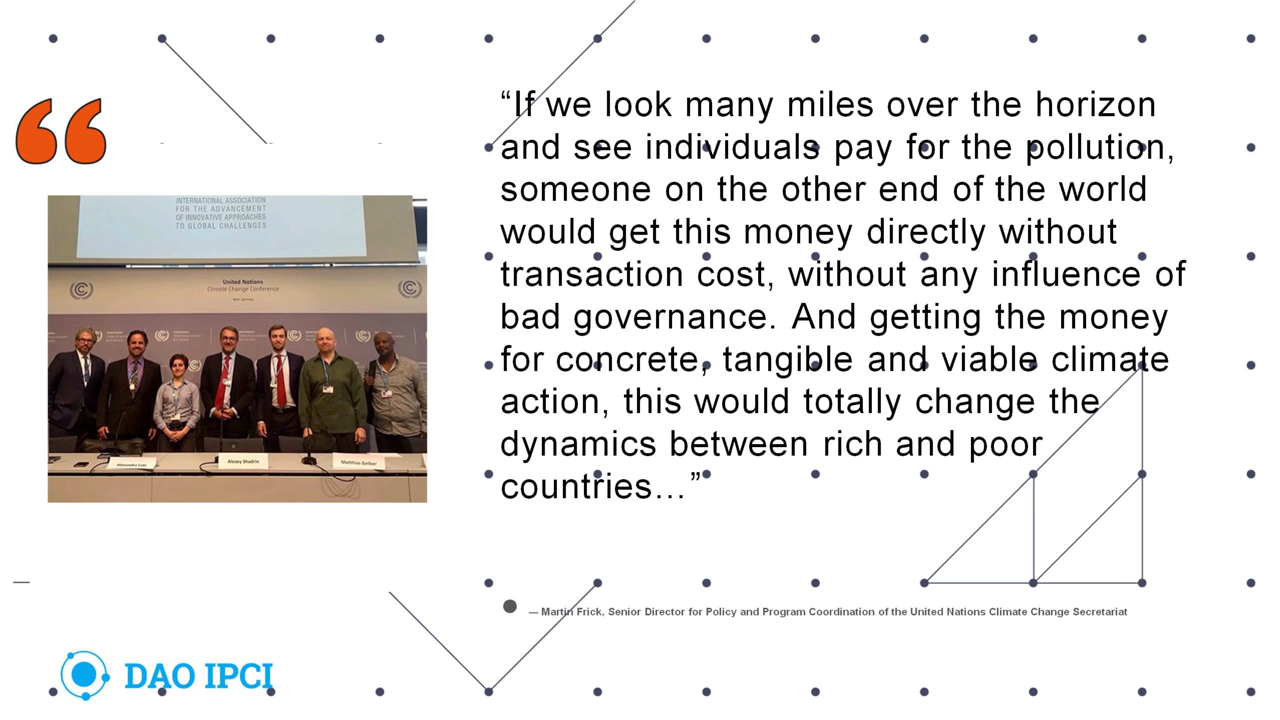 “If we look many miles over the horizon
and see individuals pay for the pollution,
someone on the other end of the world
would get this money directly without
transaction cost, without any influence of
bad governance. And getting the money
for concrete, tangible and viable climate
action, this would totally change the
dynamics between rich and poor
countries…”
— Martin Frick, Senior Director for Policy and Program Coordination of the United Nations Climate Change Secretariat
INTERNATIONAL ASSOCIATION
FOR THE ADVANCEMENT
OF INNOVATIVE APPROACHES
TO GLOBAL CHALLENGES
United Nations
Climate Change Conference
Bonn, Germany
Alexey Shadrin
DAO IPCI